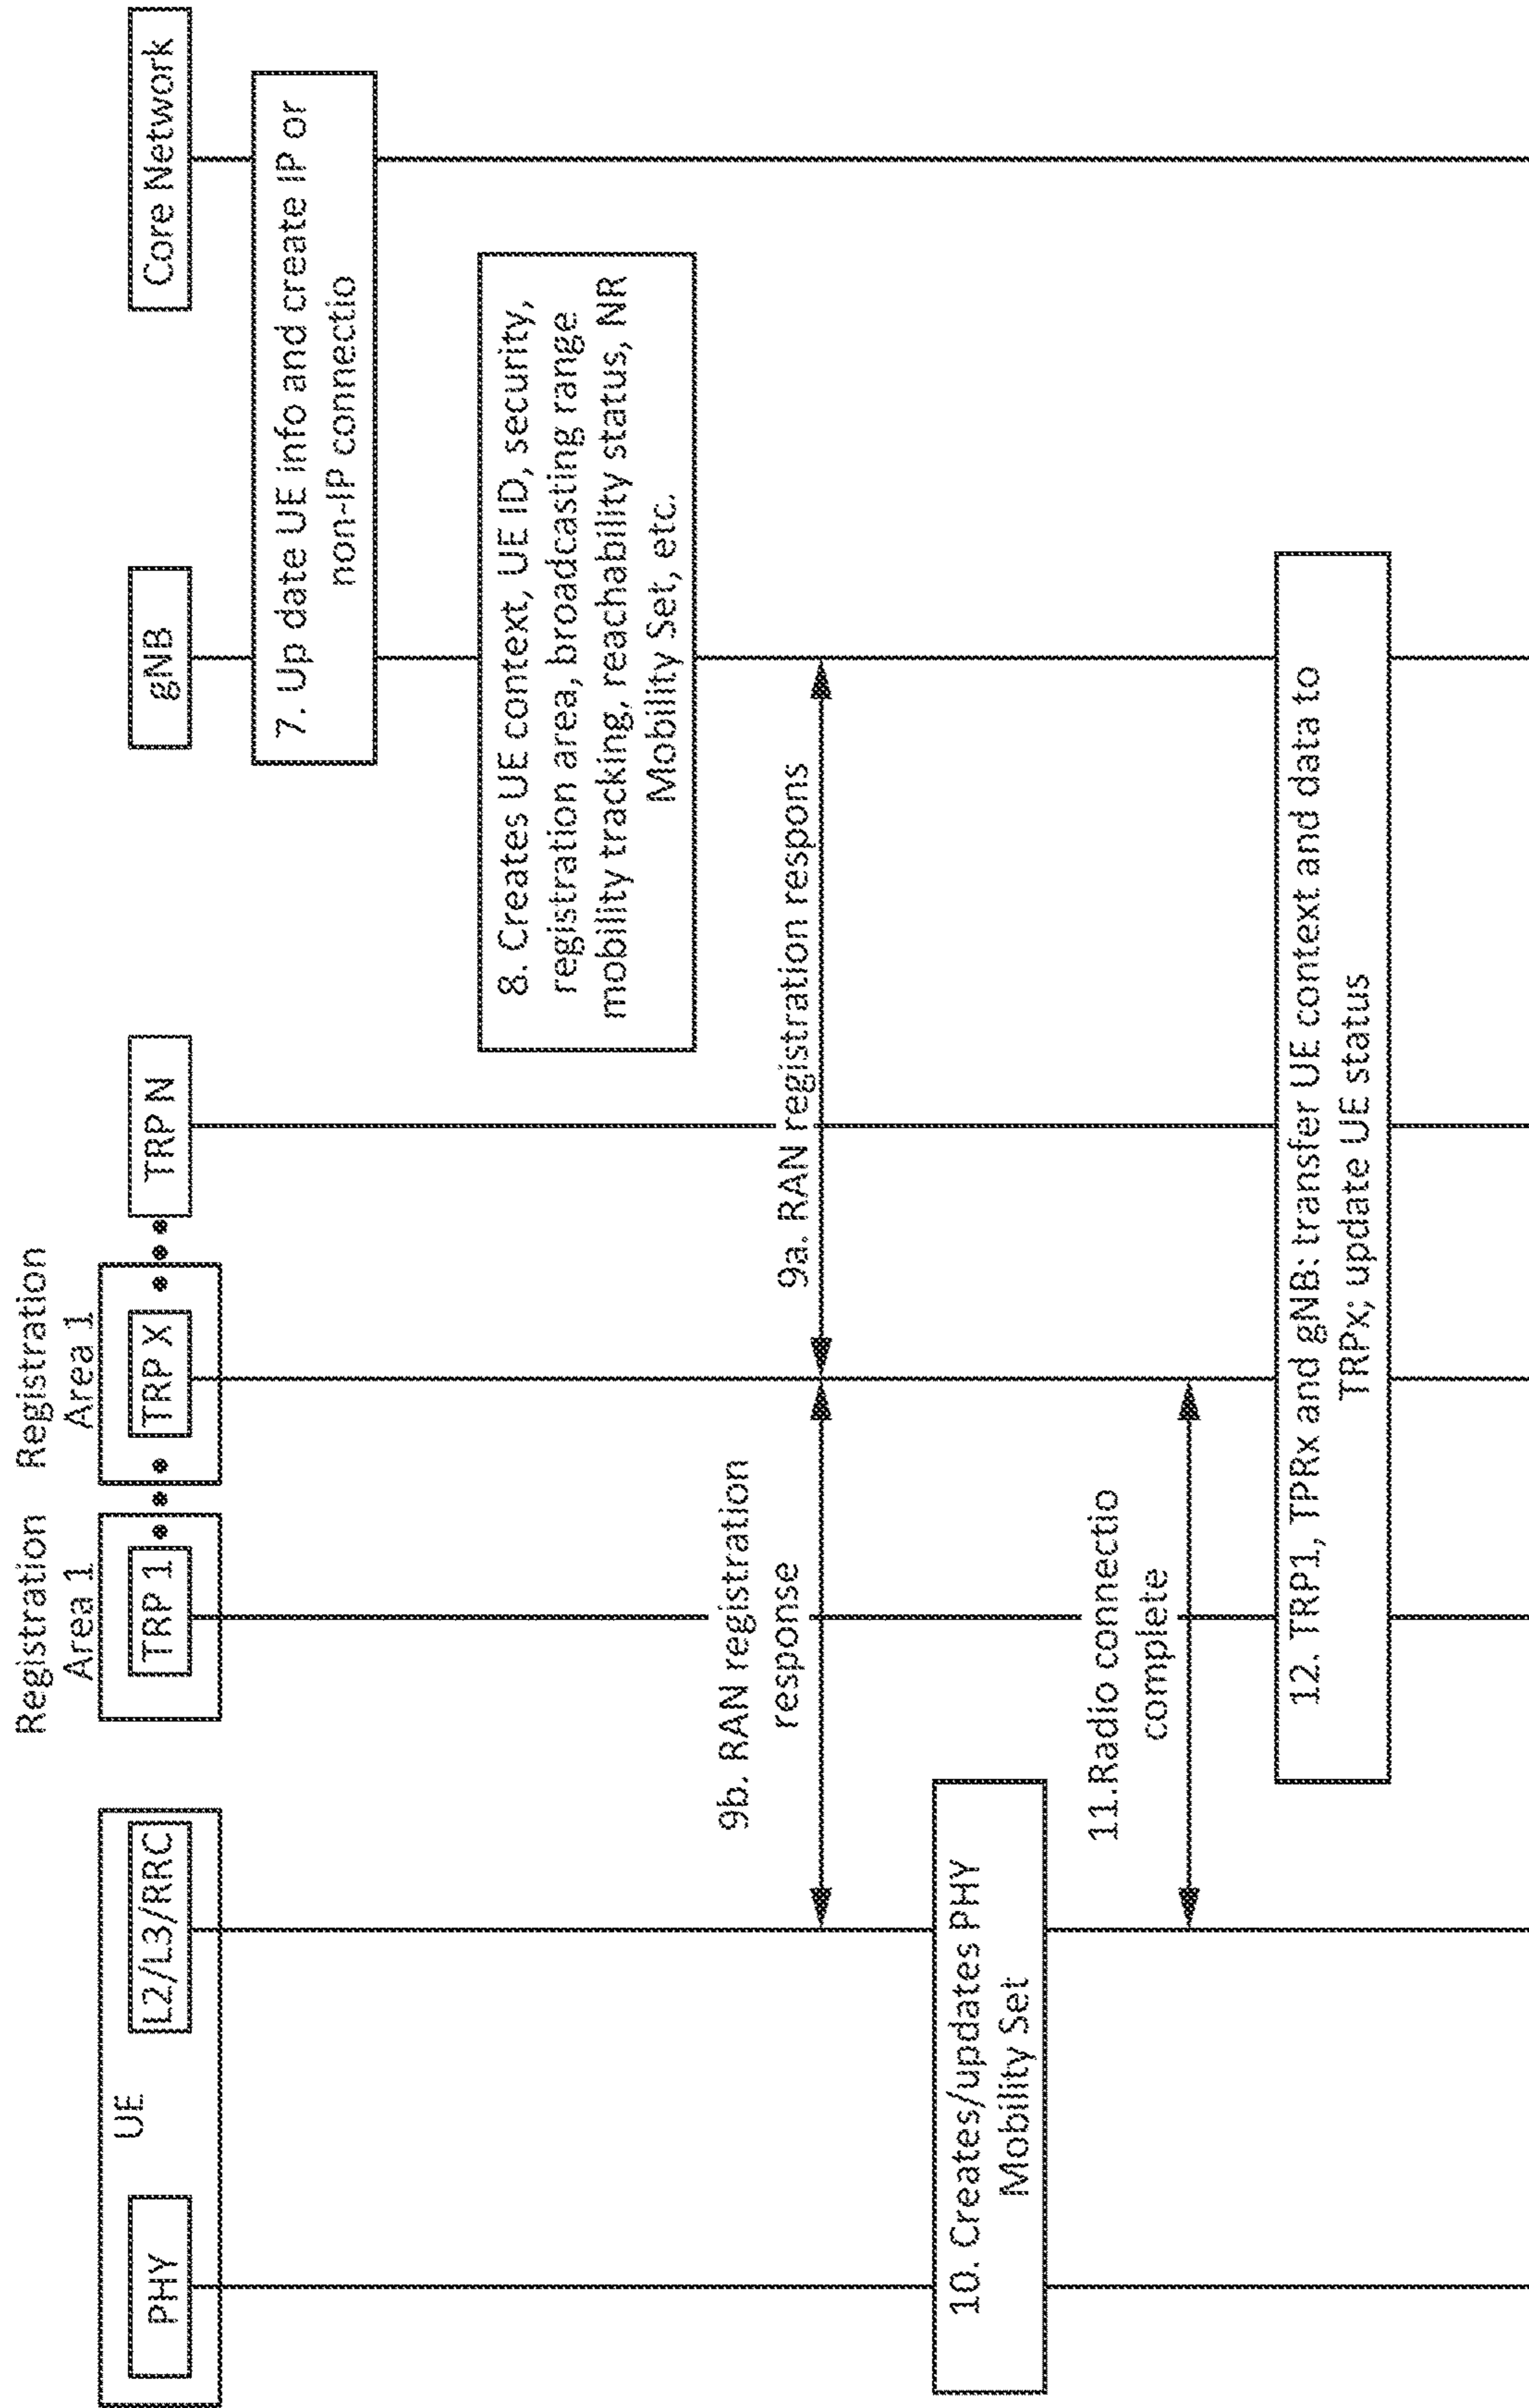 Registration
Area 1
Registration
Area 1
UE
PHY
L2/L3/RRC
TRP 1
TRP X
TRP N
gNB
Core Network
7. Up date UE info and create IP or
non-IP connectio
8. Creates UE context, UE ID, security,
registration area, broadcasting range
mobility tracking, reachability status, NR
Mobility Set, etc.
9b. RAN registration
response
9a. RAN registration respons
10. Creates/updates PHY
Mobility Set
11.Radio connectio
complete
12. TRP1, TPRx and gNB: transfer UE context and data to
TRPx; update UE status